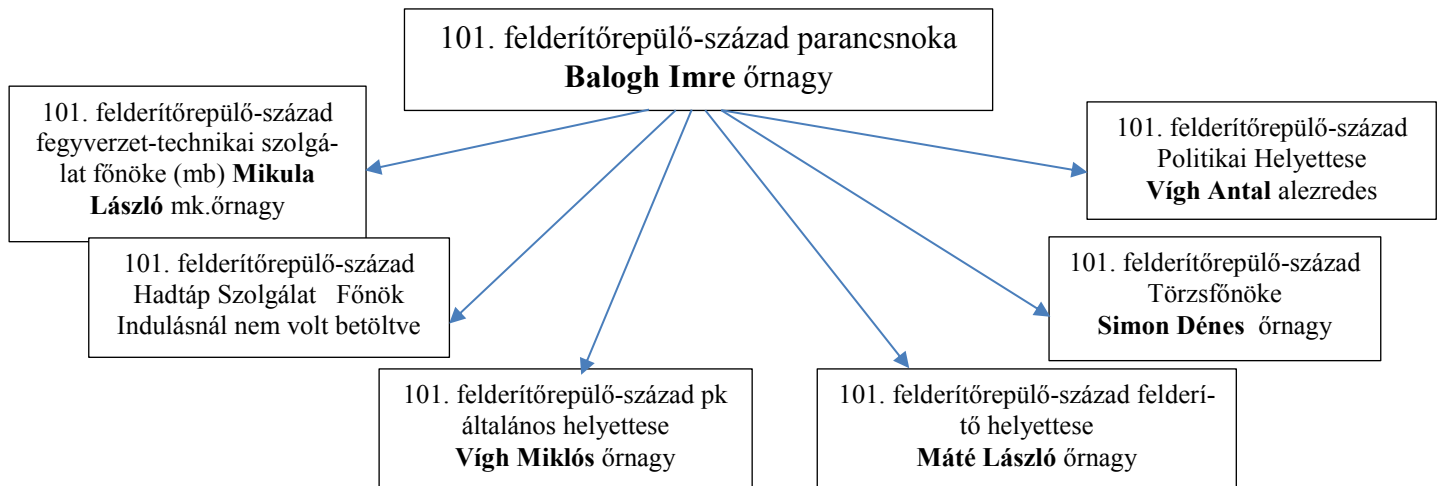 101. felderítőrepülő-század parancsnoka
Balogh Imre őrnagy
101. felderítőrepülő-század
fegyverzet-technikai szolgá-
lat főnöke (mb) Mikula
László mk.őrnagy
101. felderítőrepülő-század
Politikai Helyettese
Vígh Antal alezredes
101. felderítőrepülő-század
Hadtáp Szolgálat Főnök
Indulásnál nem volt betöltve
101. felderítőrepülő-század
Törzsfőnöke
Simon Dénes őrnagy
101. felderítőrepülő-század pk
általános helyettese
Vígh Miklós őrnagy
101. felderítőrepülő-század felderí-
tő helyettese
Máté László őrnagy